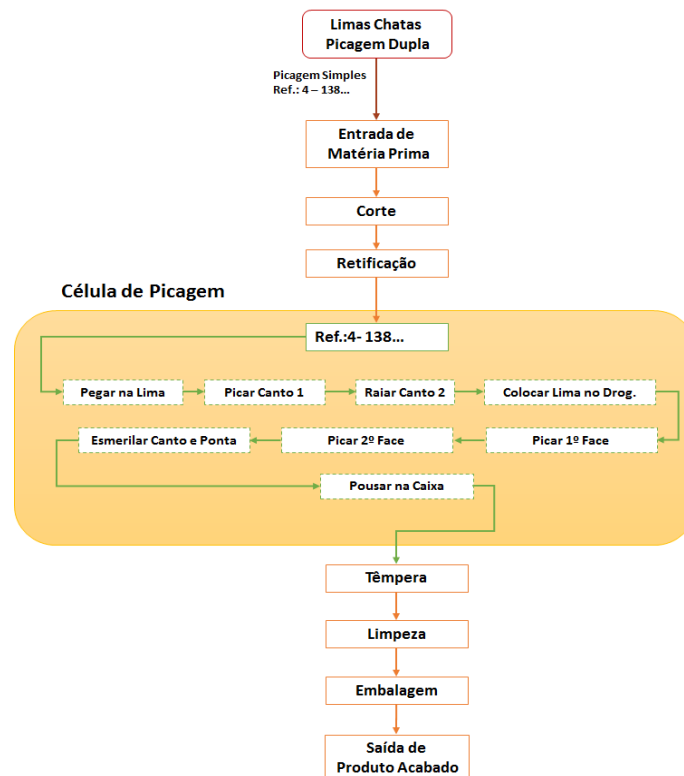 Limas Chatas
Picagem Dupla
Picagem Simples
Ref.: 4 – 138...
Entrada de
Matéria Prima
Corte
Retificação
Célula de Picagem
Ref.:4- 138...
Pegar na Lima
Picar Canto 1
Raiar Canto 2
Colocar Lima no Drog.
Esmerilar Canto e Ponta
Picar 2º Face
Picar 1º Face
Pousar na Caixa
Têmpera
Limpeza
Embalagem
Saída de
Produto Acabado